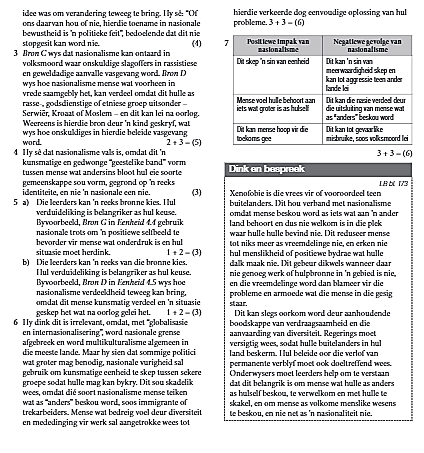 idee was om verandering teweeg te bring. Hy sê: “Of
ons daarvan hou of nie, hierdie toename in nasionale
bewustheid is ’n politieke feit”, bedoelende dat dit nie
stopgesit kan word nie. (4)
3 Bron C wys dat nasionalisme kan ontaard in
volksmoord waar onskuldige slagoffers in rassistiese
en geweldadige aanvalle vasgevang word. Bron D
wys hoe nasionalisme mense wat voorheen in
vrede saamgebly het, kan verdeel omdat dit hulle as
rasse-, godsdienstige of etniese groep uitsonder –
Serwiër, Kroaat of Moslem – en dit kan lei na oorlog.
Weereens is hierdie bron deur ’n kind geskryf, wat
wys hoe onskuldiges in hierdie beleide vasgevang
word. 2 + 3 = (5)
4 Hy sê dat nasionalisme vals is, omdat dit ’n
kunsmatige en gedwonge “geestelike band” vorm
tussen mense wat andersins bloot hul eie soorte
gemeenskappe sou vorm, gegrond op ’n reeks
identiteite, en nie ’n nasionale een nie. (3)
5 a) Die leerders kan ’n reeks bronne kies. Hul
verduideliking is belangriker as hul keuse.
Byvoorbeeld, Bron G in Eenheid 4.4 gebruik
nasionale trots om ’n positiewe selfbeeld te
bevorder vir mense wat onderdruk is en hul
situasie moet herdink. 1 + 2 = (3)
b) Die leerders kan ’n reeks van die bronne kies.
Hul verduideliking is belangriker as hul keuse.
Byvoorbeeld, Bron D in Eenheid 4.5 wys hoe
nasionalisme verdeeldheid teweeg kan bring,
omdat dit mense kunsmatig verdeel en ’n situasie
geskep het wat na oorlog gelei het. 1 + 2 = (3)
6 Hy dink dit is irrelevant, omdat, met “globalisasie
en internasionalisering”, word nasionale grense
afgebreek en word multikulturalisme algemeen in
die meeste lande. Maar hy sien dat sommige politici
wat groter mag benodig, nasionale vurigheid sal
gebruik om kunsmatige eenheid te skep tussen sekere
groepe sodat hulle mag kan bykry. Dit sou skadelik
wees, omdat dié soort nasionalisme mense teiken
wat as “anders” beskou word, soos immigrante of
trekarbeiders. Mense wat bedreig voel deur diversiteit
en mededinging vir werk sal aangetrokke wees tot
hierdie verkeerde dog eenvoudige oplossing van hul
probleme. 3 + 3 = (6)
7 Positiewe impak van nasionalisme | Negatiewe gevolge van nasionalisme
Dit skep ’n sin van eenheid | Dit kan ’n sin van meerwaardigheid skep en kan tot aggressie teen ander lande lei
Mense voel hulle behoort aan iets wat groter is as hulself | Dit kan die nasie verdeel deur die uitsluiting van mense wat as “anders” beskou word
Dit kan mense hoop vir die toekoms gee | Dit kan tot gevaarlike misbruike, soos volksmoord lei
3 + 3 = (6)
Dink en bespreek
LB bl. 173
Xenofobie is die vrees vir of vooroordeel teen
buitelanders. Dit hou verband met nasionalisme
omdat mense beskou word as iets wat aan ’n ander
land behoort en dus nie welkom is in die plek
waar hulle hulle bevind nie. Dit reduseer mense
tot niks meer as vreemdelinge nie, en erken nie
hul menslikheid of positiewe bydrae wat hulle
dalk maak nie. Dit gebeur dikwels wanneer daar
nie genoeg werk of hulpbronne in ’n gebied is nie,
en die vreemdelinge word dan blameer vir die
probleme en armoede wat die mense in die gesig
staar.
Dit kan slegs oorkom word deur aanhoudende
boodskappe van verdraagsaamheid en die
aanvaarding van diversiteit. Regerings moet
versigtig wees, sodat hulle buitelanders in hul
land beskerm. Hul beleide oor die verlof van
permanente verblyf moet ook doeltreffend wees.
Onderwysers moet leerders help om te verstaan
dat dit belangrik is om mense wat hulle as anders
as hulself beskou, te verwelkom en met hulle te
skakel, en om mense as volkome menslike wesens
te beskou, en nie net as ’n nasionaliteit nie.